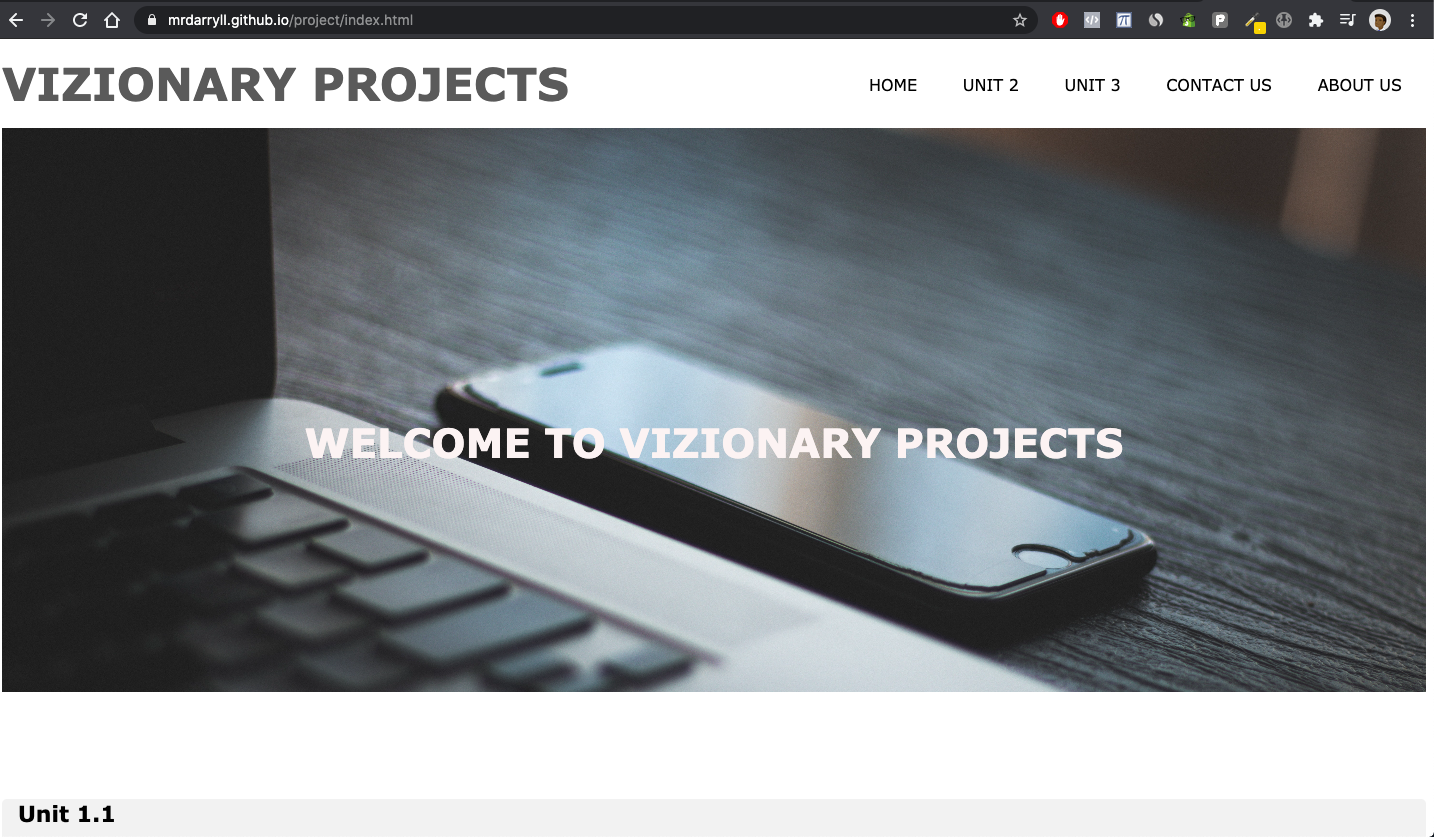 mrdarryll.github.io/project/index.html
VIZIONARY PROJECTS
HOME UNIT 2 UNIT 3 CONTACT US ABOUT US
WELCOME TO VIZIONARY PROJECTS
Unit 1.1